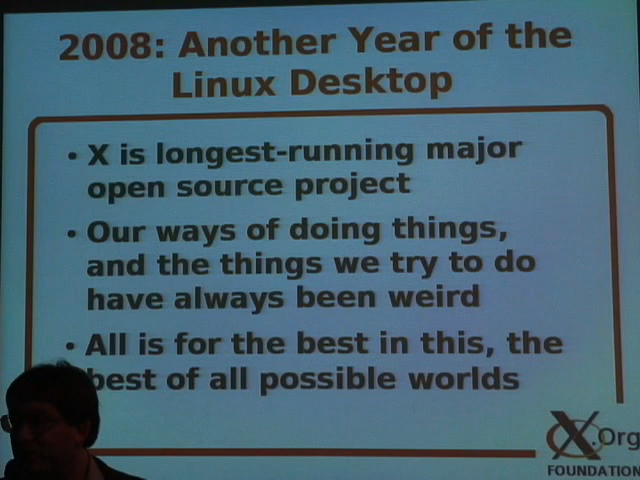 2008: Another Year of the
Linux Desktop
• X is longest-running major
open source project
• Our ways of doing things,
and the things we try to do
have always been weird
• All is for the best in this, the
best of all possible worlds
X.Org
FOUNDATION